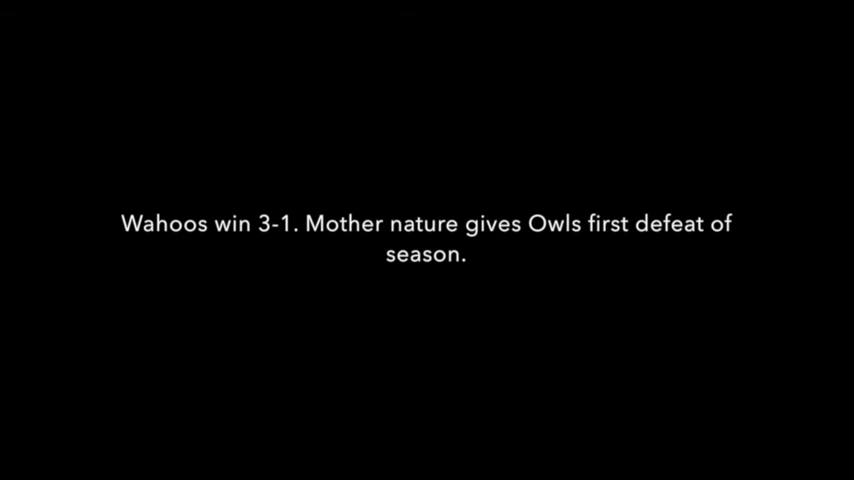 Wahoos win 3-1. Mother nature gives Owls first defeat of
season.